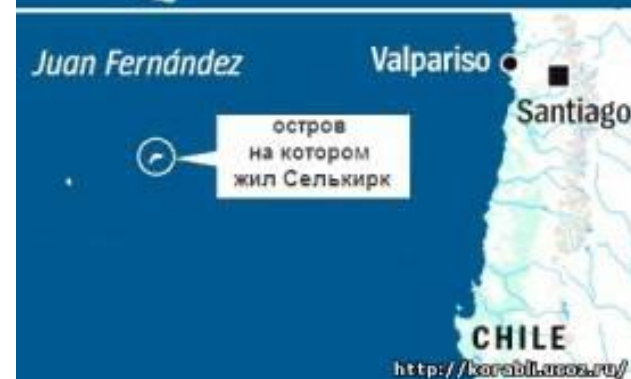 Juan Fernández
Valpariso
Santiago
остров
на котором
жил Селькирк
CHILE
http://korabli.ucoz.ru/